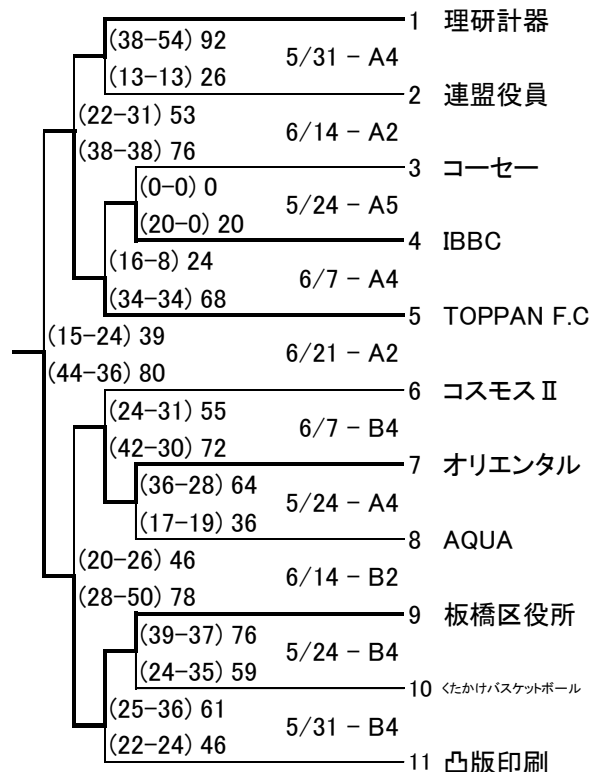 1 理研計器
(38-54) 92
5/31 - A4
(13-13) 26
2 連盟役員
(22-31) 53
6/14 - A2
(38-38) 76
3 コーセー
(0-0) 0
5/24 - A5
(20-0) 20
4 IBBC
(16-8) 24
6/7 - A4
(34-34) 68
5 TOPPAN F.C
(15-24) 39
6/21 - A2
(44-36) 80
6 コスモスⅡ
(24-31) 55
6/7 - B4
(42-30) 72
7 オリエンタル
(36-28) 64
5/24 - A4
(17-19) 36
8 AQUA
(20-26) 46
6/14 - B2
(28-50) 78
9 板橋区役所
(39-37) 76
5/24 - B4
(24-35) 59
10 くたかけバスケットボール
(25-36) 61
5/31 - B4
(22-24) 46
11 凸版印刷